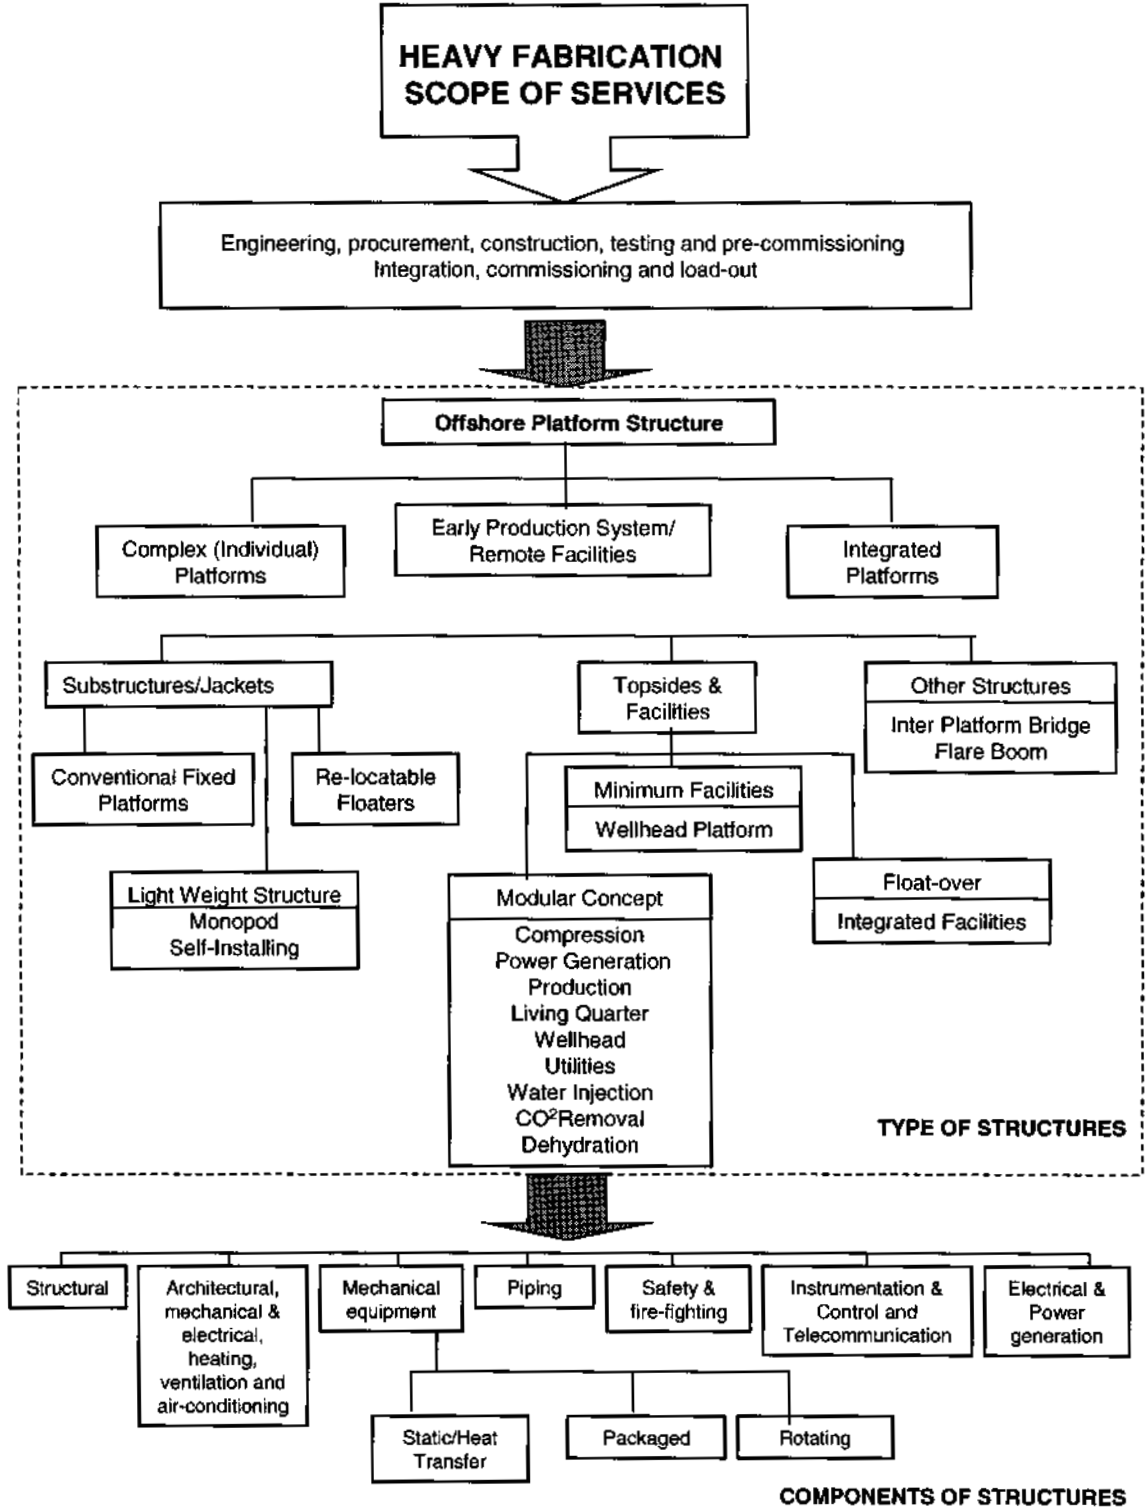 HEAVY FABRICATION
SCOPE OF SERVICES
Engineering, procurement, construction, testing and pre-commissioning
Integration, commissioning and load-out
Offshore Platform Structure
Complex (Individual)
Platforms
Early Production System/
Remote Facilities
Integrated
Platforms
Substructures/Jackets
Topsides &
Facilities
Other Structures
Inter Platform Bridge
Flare Boom
Conventional Fixed
Platforms
Re-locatable
Floaters
Minimum Facilities
Wellhead Platform
Light Weight Structure
Monopod
Self-Installing
Modular Concept
Compression
Power Generation
Production
Living Quarter
Wellhead
Utilities
Water Injection
CO²Removal
Dehydration
Float-over
Integrated Facilities
TYPE OF STRUCTURES
Structural
Architectural,
mechanical &
electrical,
heating,
ventilation and
air-conditioning
Mechanical
equipment
Piping
Safety &
fire-fighting
Instrumentation &
Control and
Telecommunication
Electrical &
Power
generation
Static/Heat
Transfer
Packaged
Rotating
COMPONENTS OF STRUCTURES